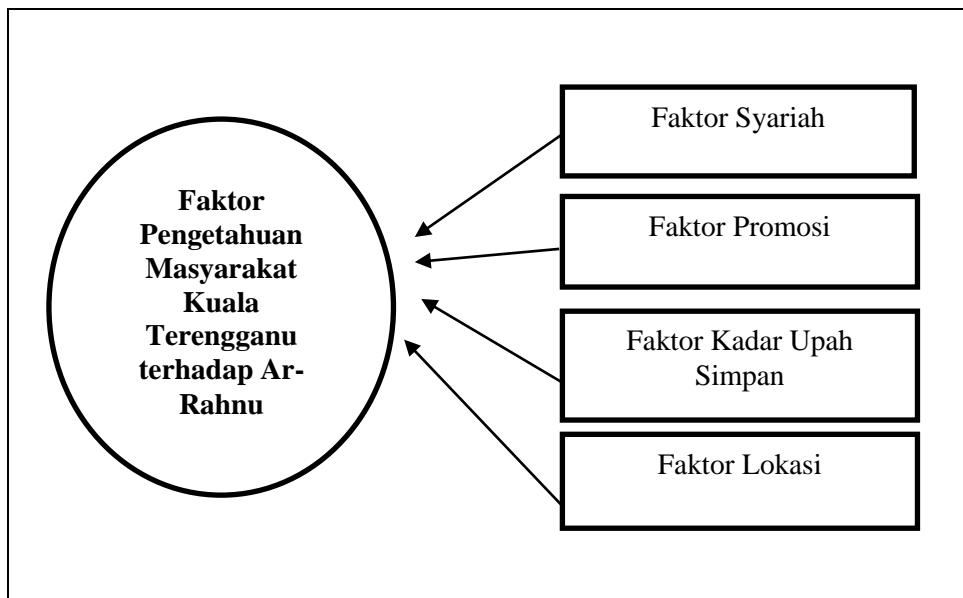 Faktor
Pengetahuan
Masyarakat
Kuala
Terengganu
terhadap Ar-
Rahnu
Faktor Syariah
Faktor Promosi
Faktor Kadar Upah
Simpan
Faktor Lokasi